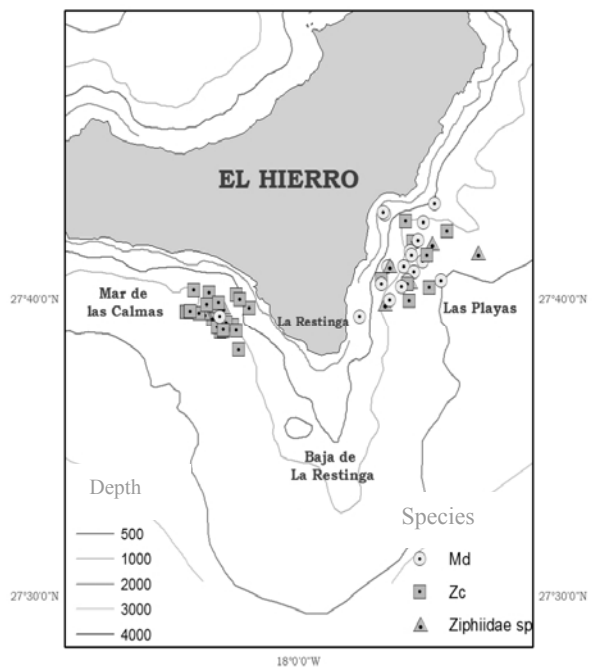 EL HIERRO
27°40'0"N
27°40'0"N
Mar de
las Calmas
La Restinga
Las Playas
Baja de
La Restinga
Depth
500
1000
2000
3000
4000
Species
Md
Zc
Ziphiidae sp
27°30'0"N
27°30'0"N
18°0'0"W